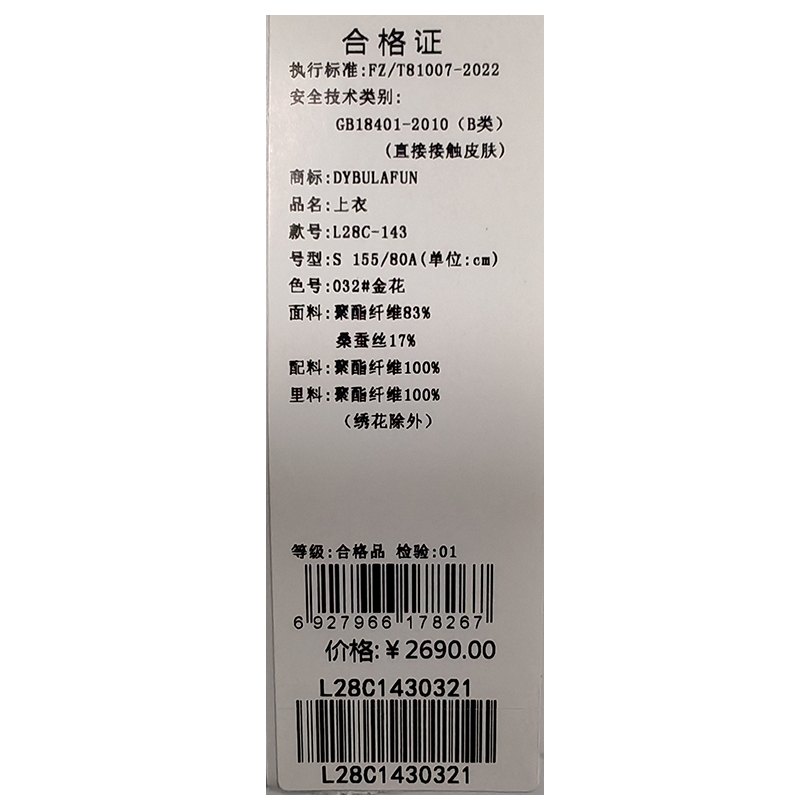 合格证
执行标准:FZ/T81007-2022
安全技术类别:
GB18401-2010（B类）
(直接接触皮肤)
商标:DYBULAFUN
品名:上衣
款号:L28C-143
号型:S 155/80A(单位:cm)
色号:032#金花
面料:聚酯纤维83%
桑蚕丝17%
配料:聚酯纤维100%
里料:聚酯纤维100%
（绣花除外）
等级:合格品 检验:01
6 927966 178267
价格:¥2690.00
L28C1430321
L28C1430321